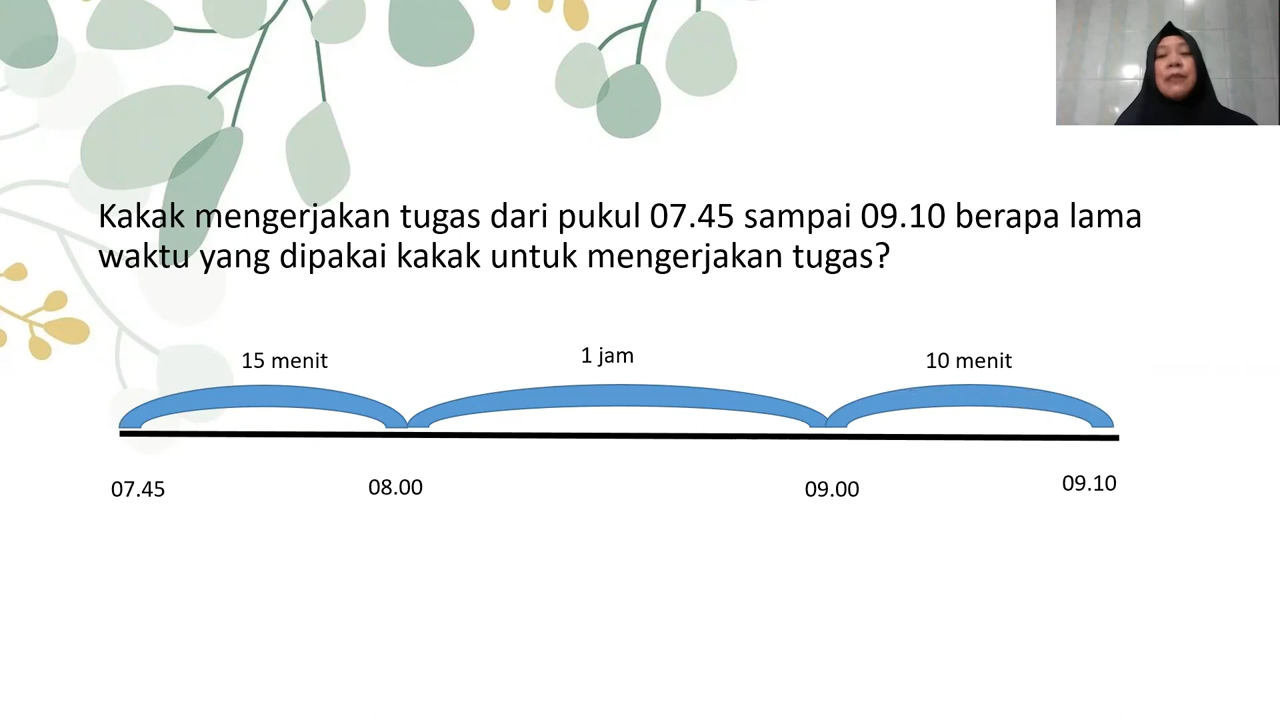 Kakak mengerjakan tugas dari pukul 07.45 sampai 09.10 berapa lama
waktu yang dipakai kakak untuk mengerjakan tugas?
15 menit
1 jam
10 menit
07.45
08.00
09.00
09.10